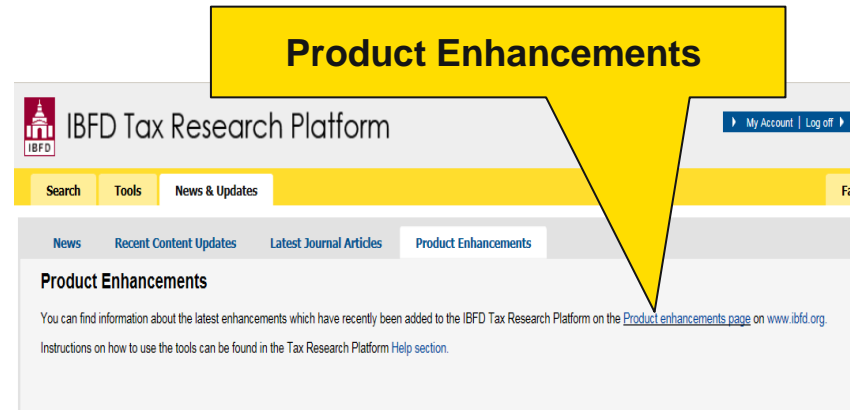 Product Enhancements
IBFD
IBFD Tax Research Platform
My Account | Log off
Search Tools News & Updates
News Recent Content Updates Latest Journal Articles Product Enhancements
Product Enhancements
You can find information about the latest enhancements which have recently been added to the IBFD Tax Research Platform on the Product enhancements page on www.ibfd.org.
Instructions on how to use the tools can be found in the Tax Research Platform Help section.